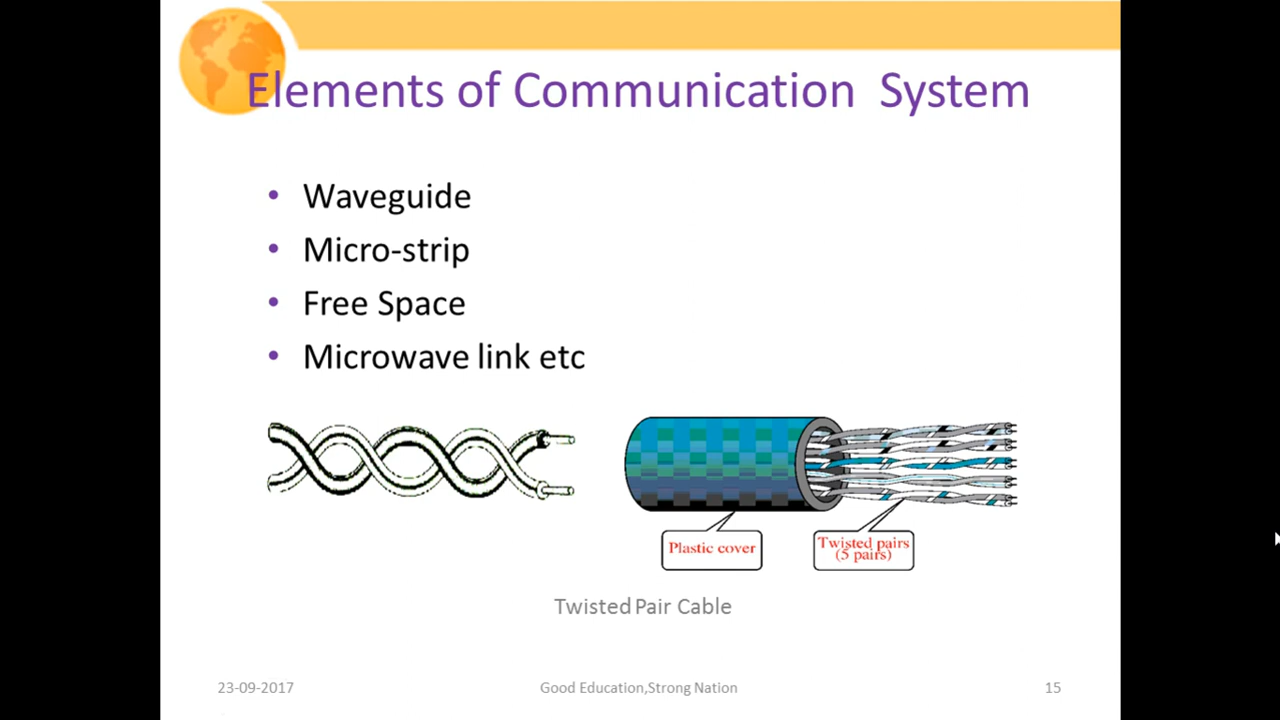 Elements of Communication System
• Waveguide
• Micro-strip
• Free Space
• Microwave link etc
Plastic cover
Twisted pairs
(5 pairs)
Twisted Pair Cable
23-09-2017
Good Education,Strong Nation
15